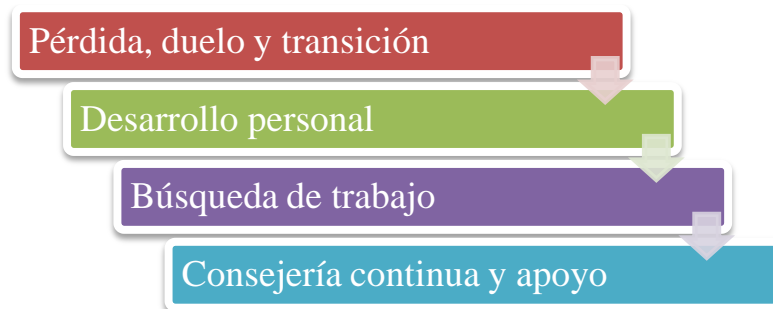 Pérdida, duelo y transición
Desarrollo personal
Búsqueda de trabajo
Consejería continua y apoyo